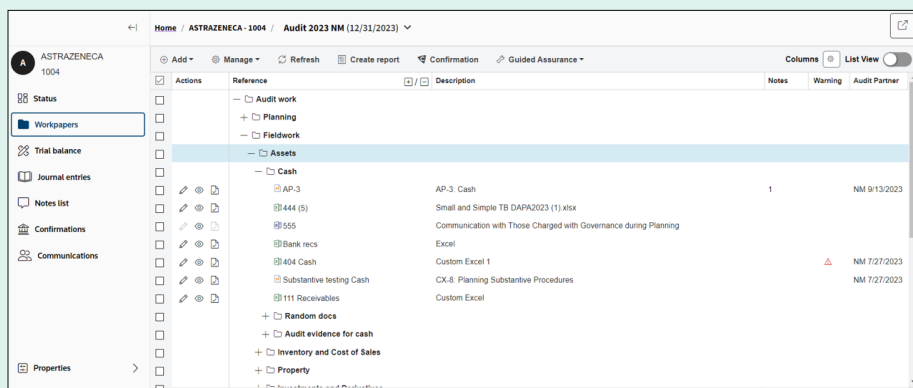 Home / ASTRAZENECA - 1004 / Audit 2023 NM (12/31/2023)
A
ASTRAZENECA
1004
Status
Workpapers
Trial balance
Journal entries
Notes list
Confirmations
Communications
Properties
Add Manage Refresh Create report Confirmation Guided Assurance Columns List View
Actions Reference + / − Description Notes Warning Audit Partner
Audit work
Planning
Fieldwork
Assets
Cash
AP-3 AP-3: Cash 1 NM 9/13/2023
444 (5) Small and Simple TB DAPA2023 (1).xlsx
555 Communication with Those Charged with Governance during Planning
Bank recs Excel
404 Cash Custom Excel 1 NM 7/27/2023
Substantive testing Cash CX-8: Planning Substantive Procedures NM 7/27/2023
111 Receivables Custom Excel
Random docs
Audit evidence for cash
Inventory and Cost of Sales
Property
Investments and Derivatives